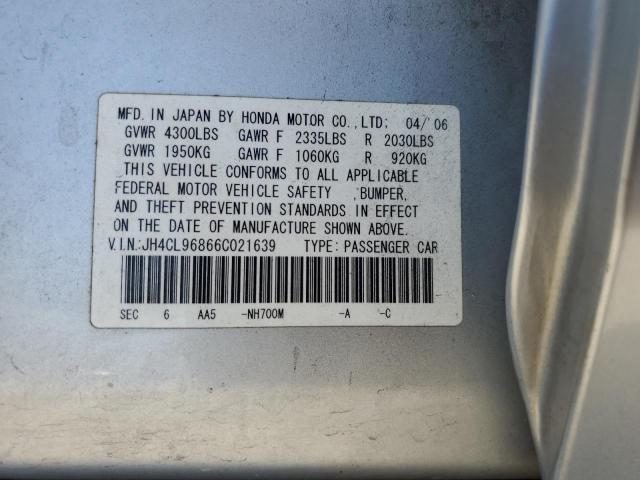 MFD. IN JAPAN BY HONDA MOTOR CO.,LTD; 04/'06
GVWR 4300LBS GAWR F 2335LBS R 2030LBS
GVWR 1950KG GAWR F 1060KG R 920KG
THIS VEHICLE CONFORMS TO ALL APPLICABLE
FEDERAL MOTOR VEHICLE SAFETY ,BUMPER,
AND THEFT PREVENTION STANDARDS IN EFFECT
ON THE DATE OF MANUFACTURE SHOWN ABOVE.
V.I.N.:JH4CL96866C021639 TYPE: PASSENGER CAR
SEC 6 AA5 -NH700M -A -C